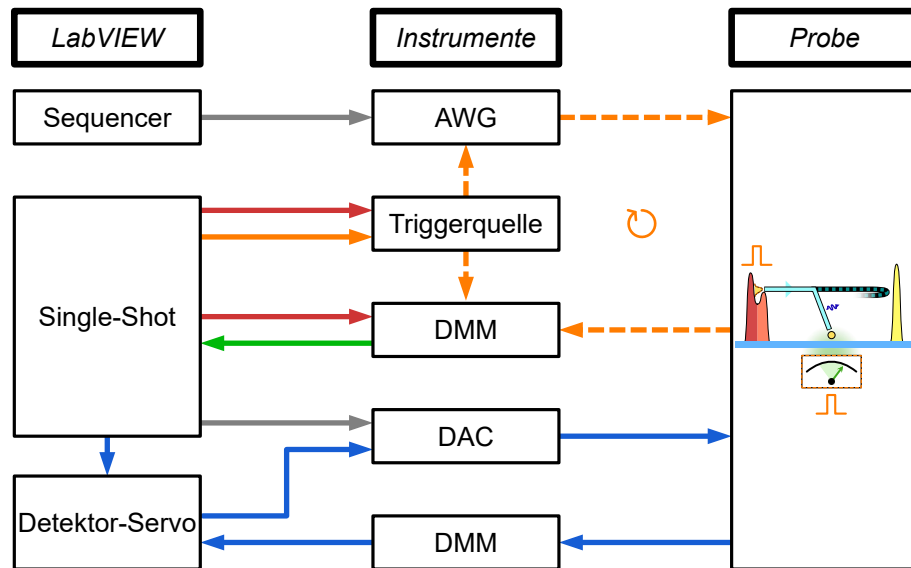 LabVIEW
Instrumente
Probe
Sequencer
AWG
Triggerquelle
Single-Shot
DMM
DAC
Detektor-Servo
DMM